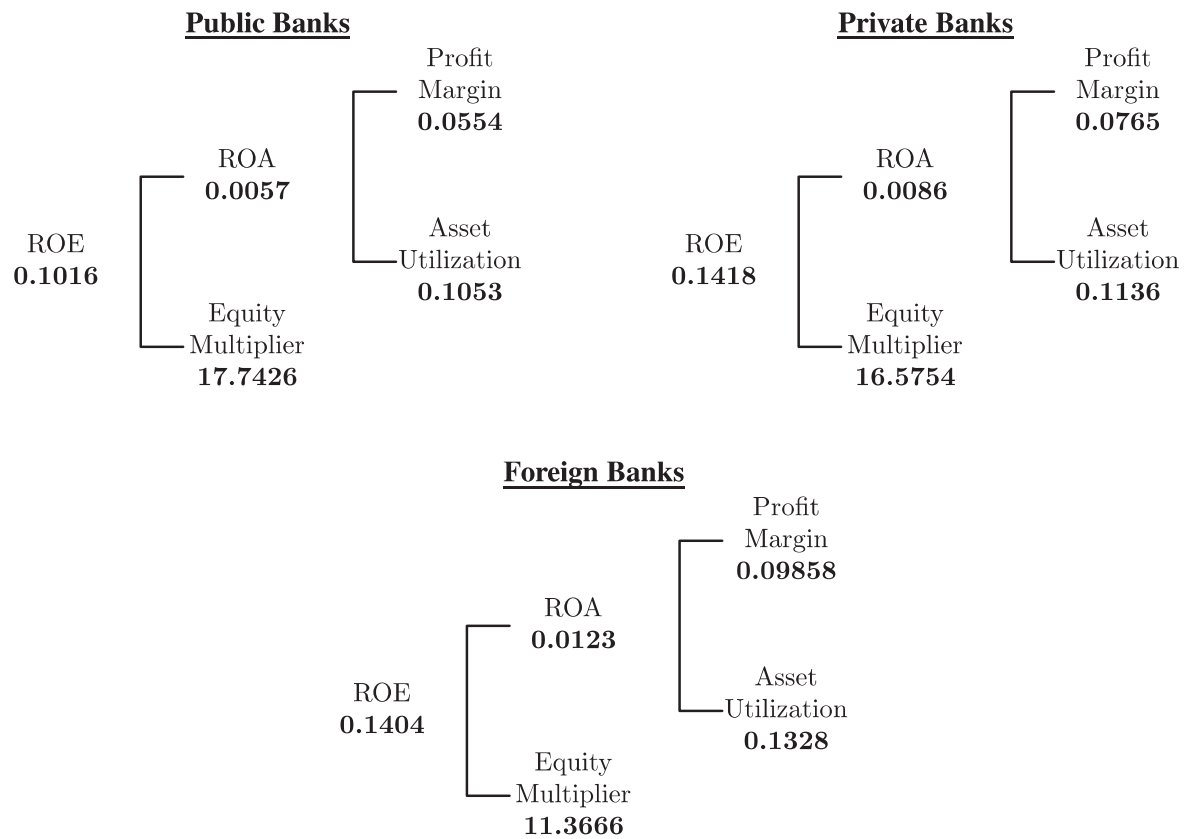 Public Banks
Profit
Margin
0.0554
ROA
0.0057
ROE
0.1016
Asset
Utilization
0.1053
Equity
Multiplier
17.7426
Private Banks
Profit
Margin
0.0765
ROA
0.0086
ROE
0.1418
Asset
Utilization
0.1136
Equity
Multiplier
16.5754
Foreign Banks
Profit
Margin
0.09858
ROA
0.0123
ROE
0.1404
Asset
Utilization
0.1328
Equity
Multiplier
11.3666